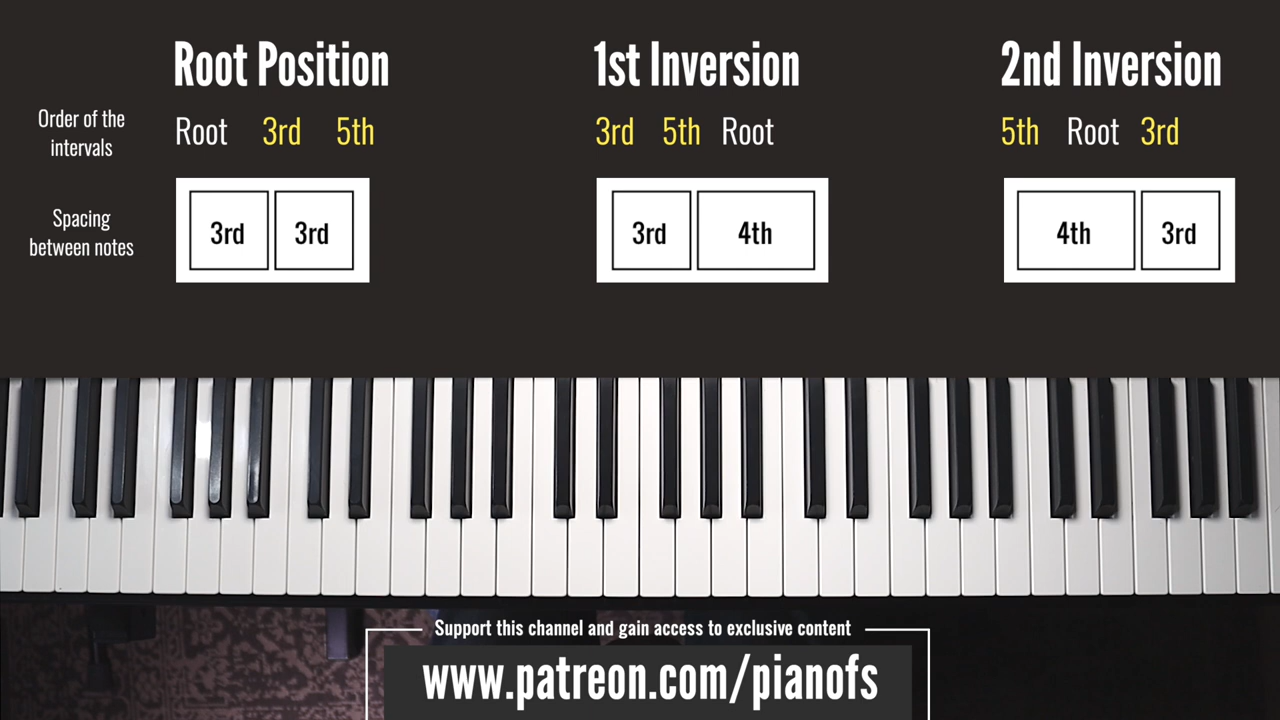 Root Position 1st Inversion 2nd Inversion
Order of the
intervals
Root 3rd 5th 3rd 5th Root 5th Root 3rd
Spacing
between notes
3rd 3rd 3rd 4th 4th 3rd
Support this channel and gain access to exclusive content
www.patreon.com/pianofs